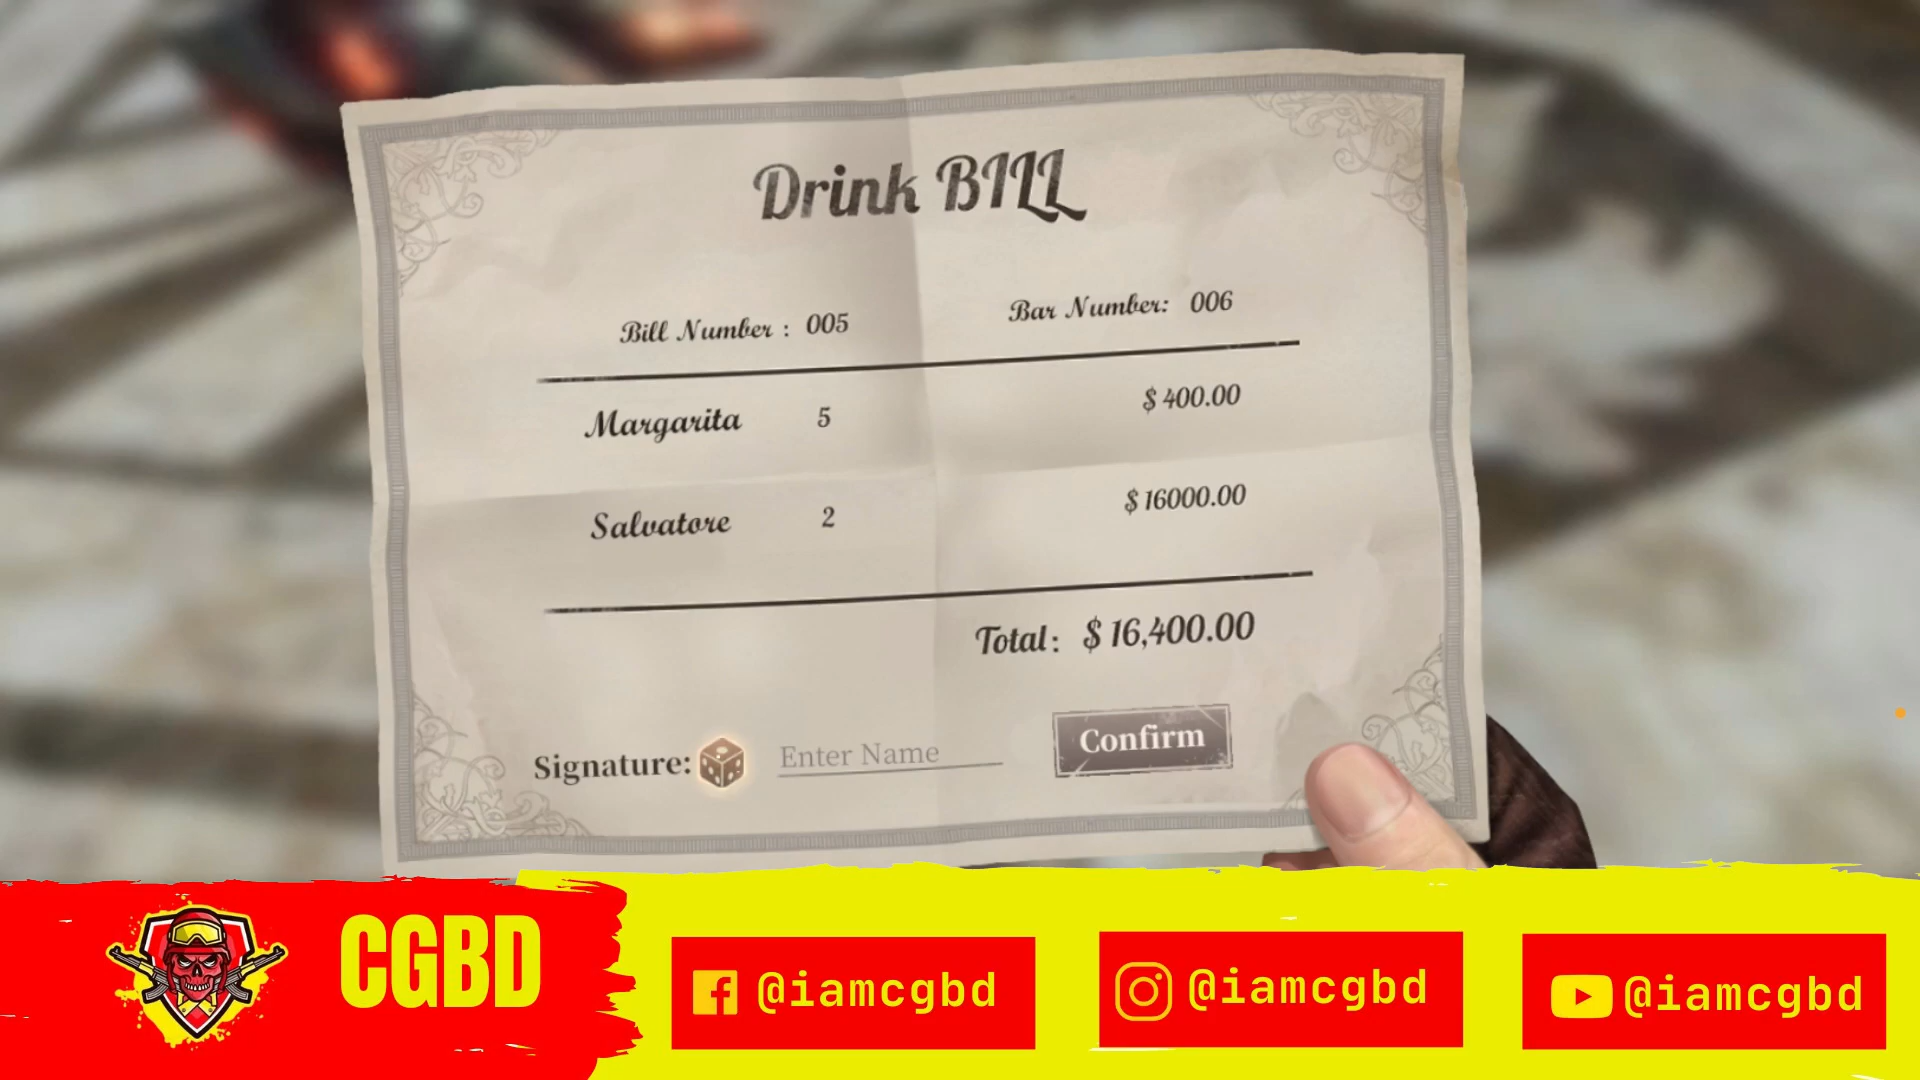 Drink BILL
Bill Number : 005 Bar Number: 006
Margarita 5 $ 400.00
Salvatore 2 $ 16000.00
Total: $ 16,400.00
Signature: Enter Name Confirm
CGBD @iamcgbd @iamcgbd @iamcgbd